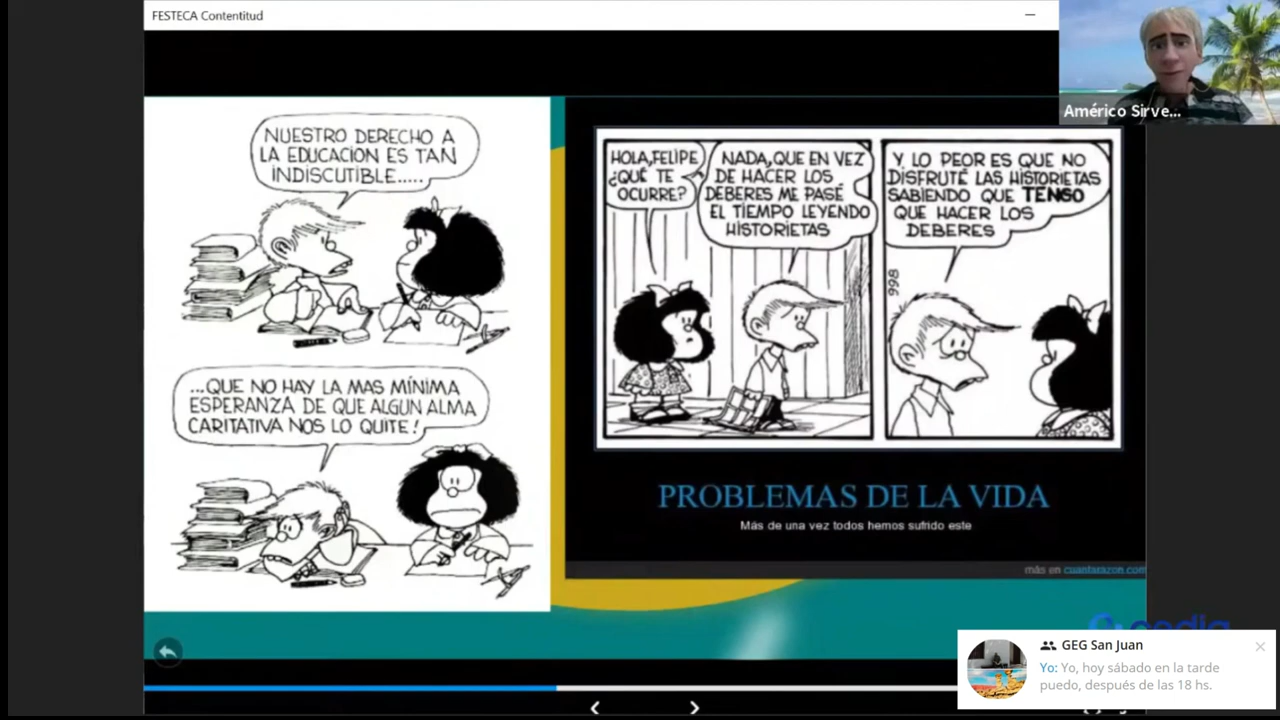 FESTECA Contentitud
Américo Sirve...
NUESTRO DERECHO A
LA EDUCACION ES TAN
INDISCUTIBLE.....
...QUE NO HAY LA MAS MÍNIMA
ESPERANZA DE QUE ALGUN ALMA
CARITATIVA NOS LO QUITE!
HOLA, FELIPE
¿QUÉ TE
OCURRE?
NADA, QUE EN VEZ
DE HACER LOS
DEBERES ME PASÉ
EL TIEMPO LEYENDO
HISTORIETAS
Y LO PEOR ES QUE NO
DISFRUTÉ LAS HISTORIETAS
SABIENDO QUE TENGO
QUE HACER LOS
DEBERES
998
PROBLEMAS DE LA VIDA
Más de una vez todos hemos sufrido este
más en cuantarazon.com
cedia
GEG San Juan
Yo: Yo, hoy sábado en la tarde
puedo, después de las 18 hs.